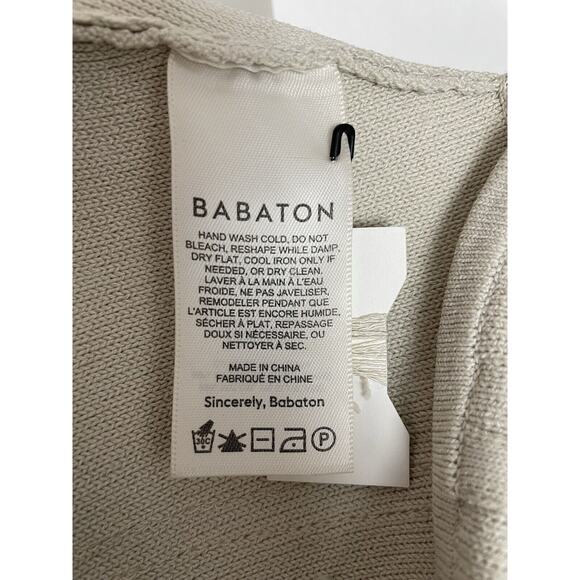 BABATON
HAND WASH COLD, DO NOT
BLEACH, RESHAPE WHILE DAMP,
DRY FLAT, COOL IRON ONLY IF
NEEDED, OR DRY CLEAN.
LAVER À LA MAIN À L'EAU
FROIDE, NE PAS JAVELISER,
REMODELER PENDANT QUE
L'ARTICLE EST ENCORE HUMIDE,
SÉCHER À PLAT, REPASSAGE
DOUX SI NÉCESSAIRE, OU
NETTOYER À SEC.
MADE IN CHINA
FABRIQUÉ EN CHINE
Sincerely, Babaton
30C P